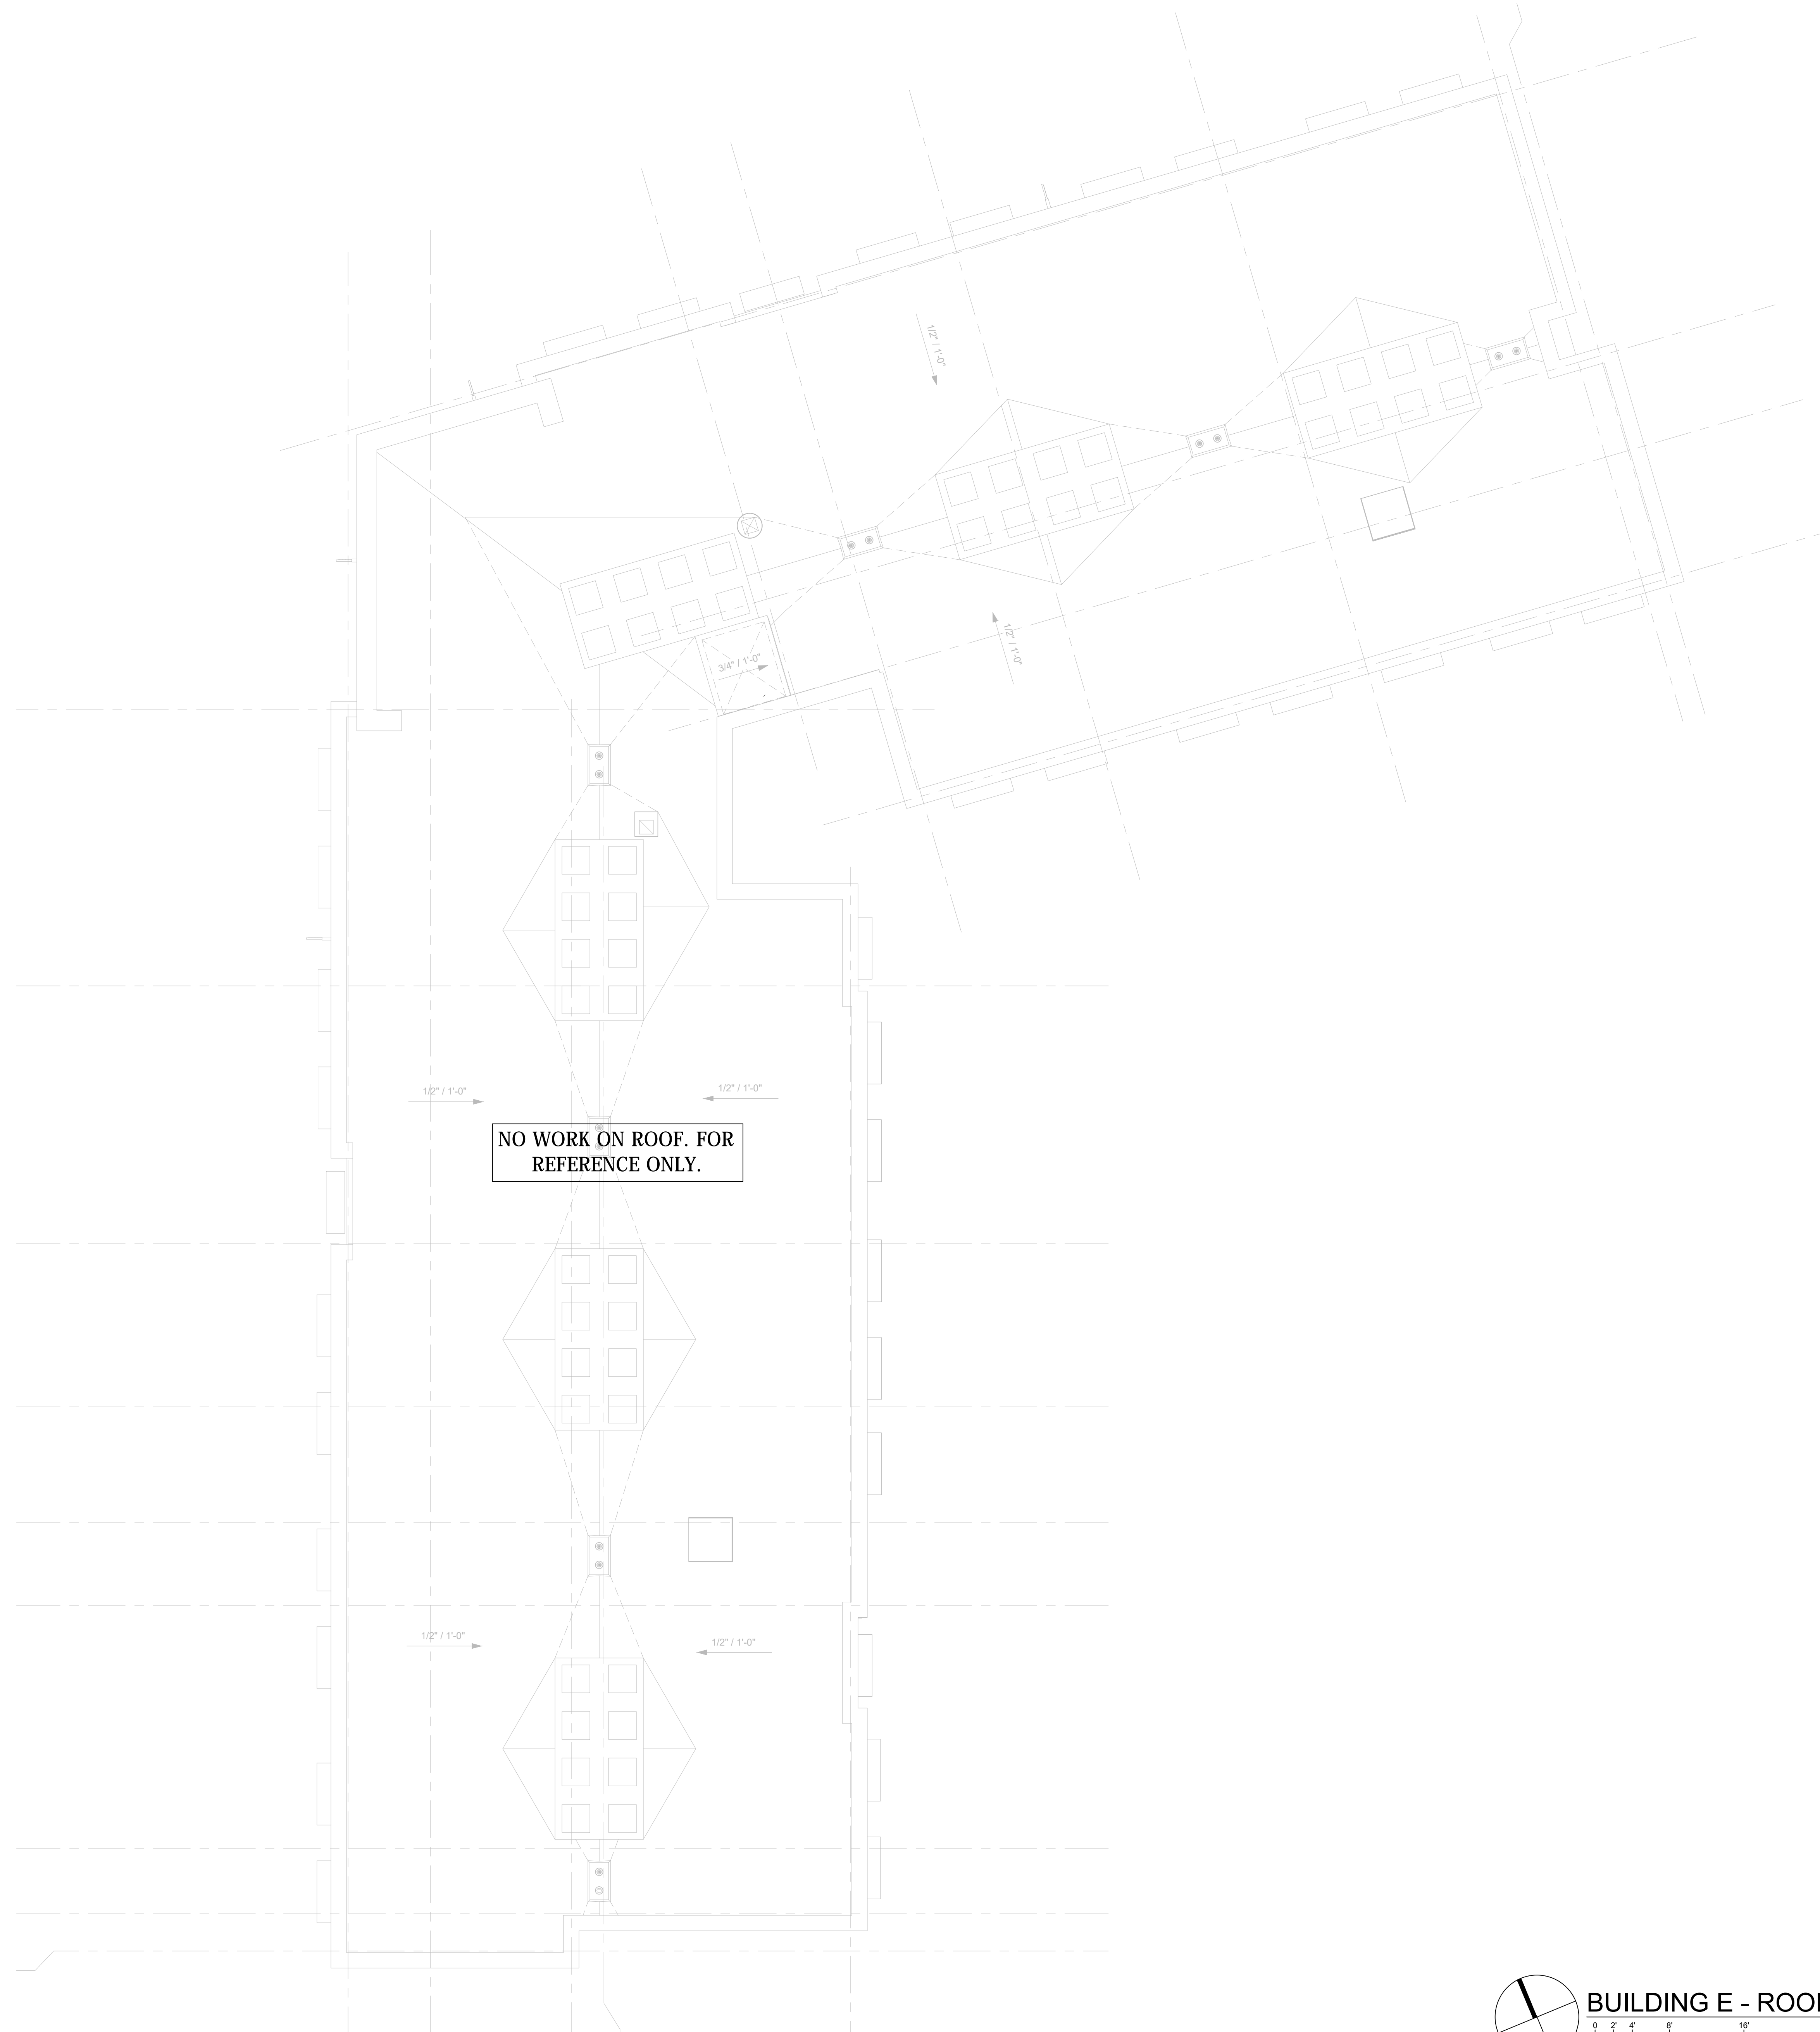 1/2" / 1'-0"
1/2" / 1'-0"
3/4" / 1'-0"
1/2" / 1'-0"
1/2" / 1'-0"
NO WORK ON ROOF. FOR
REFERENCE ONLY.
1/2" / 1'-0"
1/2" / 1'-0"
BUILDING E - ROOF
0 2' 4' 8' 16'